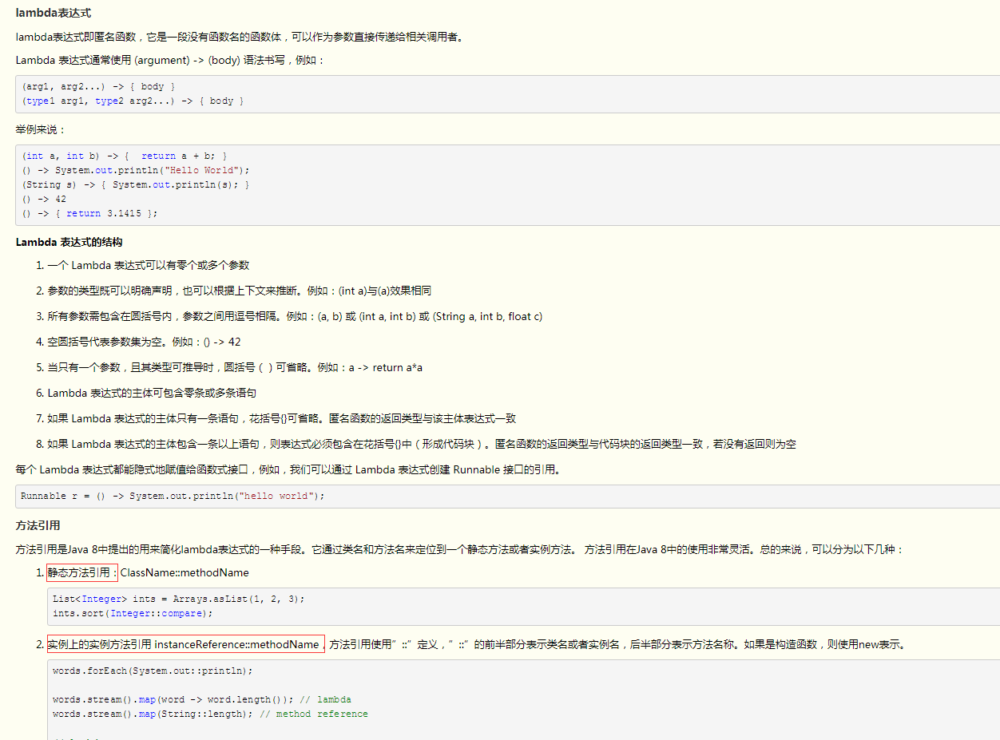 lambda表达式
lambda表达式即匿名函数，它是一段没有函数名的函数体，可以作为参数直接传递给相关调用者。
Lambda 表达式通常使用 (argument) -> (body) 语法书写，例如：
(arg1, arg2...) -> { body }
(type1 arg1, type2 arg2...) -> { body }
举例来说：
(int a, int b) -> {  return a + b; }
() -> System.out.println("Hello World");
(String s) -> { System.out.println(s); }
() -> 42
() -> { return 3.1415 };
Lambda 表达式的结构
1. 一个 Lambda 表达式可以有零个或多个参数
2. 参数的类型既可以明确声明，也可以根据上下文来推断。例如：(int a)与(a)效果相同
3. 所有参数需包含在圆括号内，参数之间用逗号相隔。例如：(a, b) 或 (int a, int b) 或 (String a, int b, float c)
4. 空圆括号代表参数集为空。例如：() -> 42
5. 当只有一个参数，且其类型可推导时，圆括号（ ）可省略。例如：a -> return a*a
6. Lambda 表达式的主体可包含零条或多条语句
7. 如果 Lambda 表达式的主体只有一条语句，花括号{}可省略。匿名函数的返回类型与该主体表达式一致
8. 如果 Lambda 表达式的主体包含一条以上语句，则表达式必须包含在花括号{}中（形成代码块）。匿名函数的返回类型与代码块的返回类型一致，若没有返回则为空
每个 Lambda 表达式都能隐式地赋值给函数式接口，例如，我们可以通过 Lambda 表达式创建 Runnable 接口的引用。
Runnable r = () -> System.out.println("hello world");
方法引用
方法引用是Java 8中提出的用来简化lambda表达式的一种手段。它通过类名和方法名来定位到一个静态方法或者实例方法。 方法引用在Java 8中的使用非常灵活。总的来说，可以分为以下几种：
1. 静态方法引用：ClassName::methodName
List<Integer> ints = Arrays.asList(1, 2, 3);
ints.sort(Integer::compare);
2. 实例上的实例方法引用 instanceReference::methodName，方法引用使用” ::” 定义，” ::” 的前半部分表示类名或者实例名，后半部分表示方法名称。如果是构造函数，则使用new表示。
words.forEach(System.out::println);
words.stream().map(word -> word.length()); // lambda
words.stream().map(String::length); // method reference